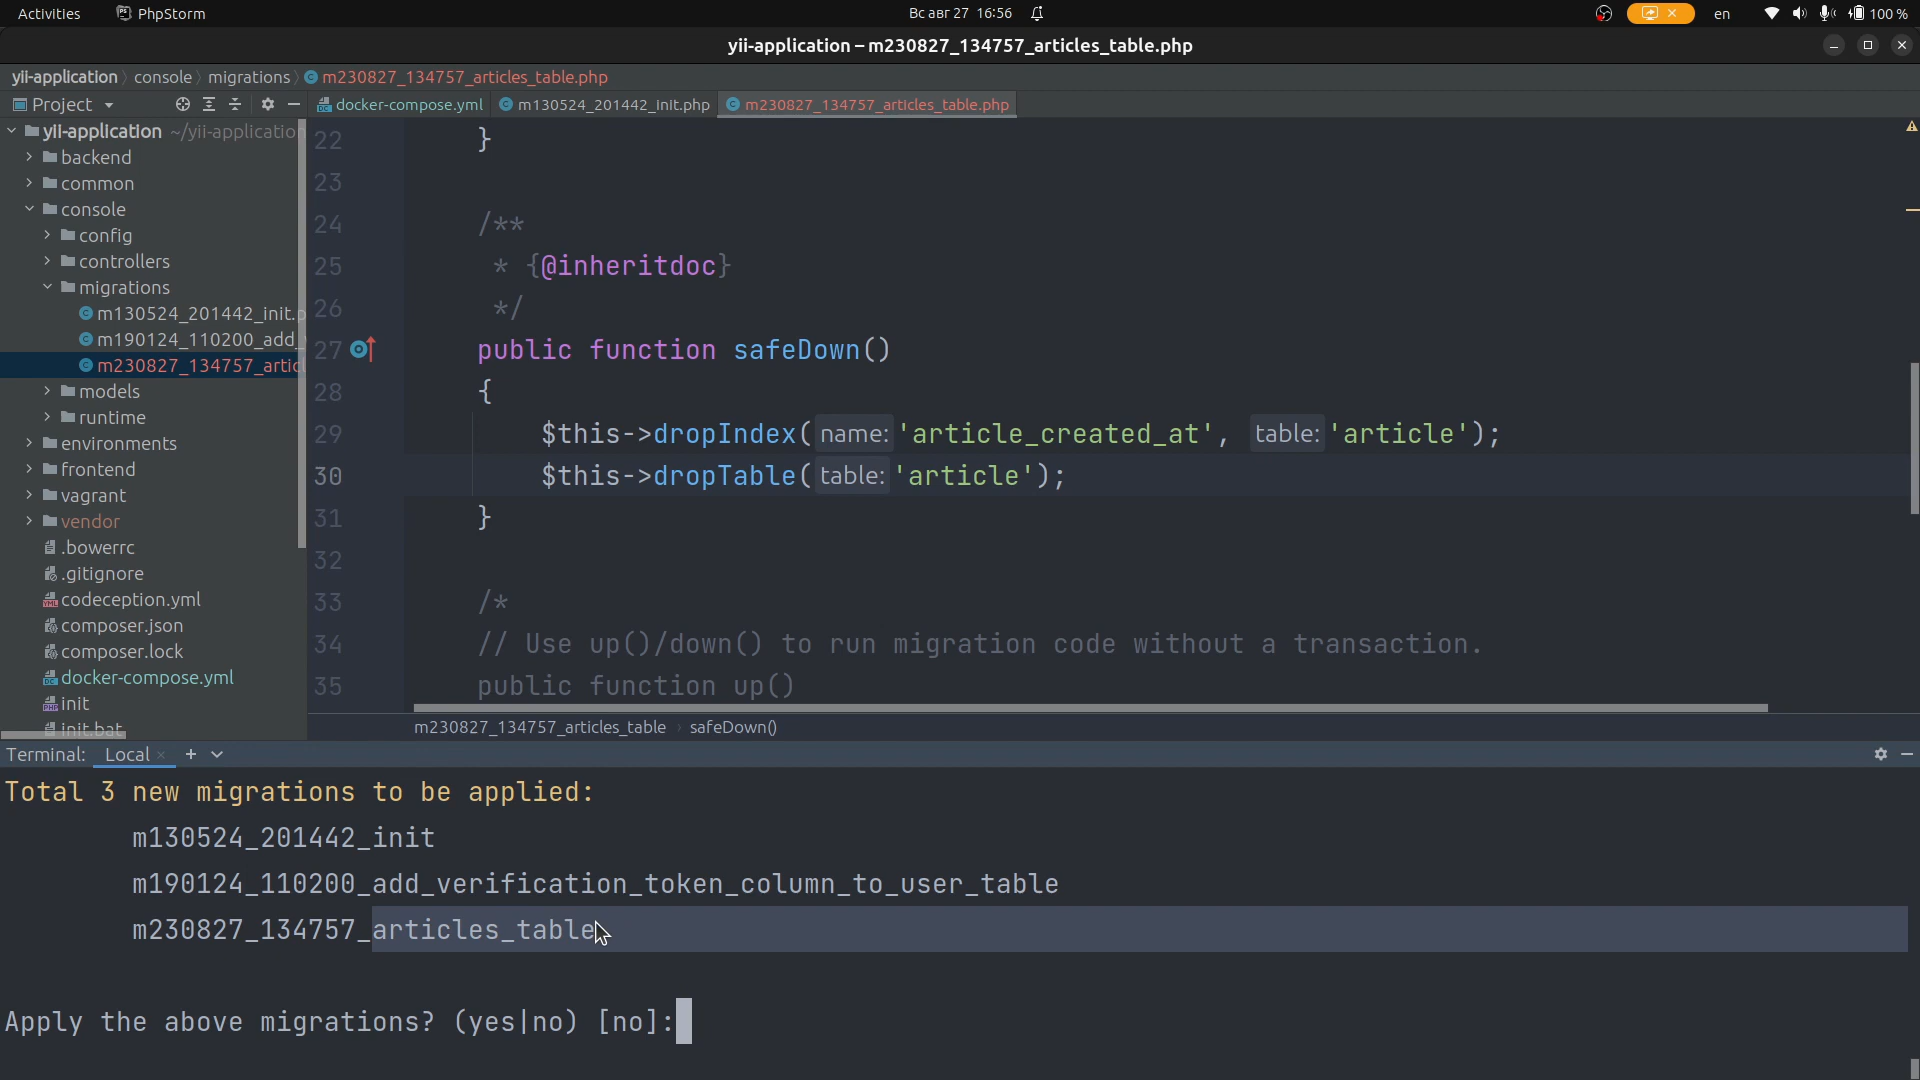 Activities PhpStorm Вс авг 27 16:56 en 100 %
yii-application – m230827_134757_articles_table.php
yii-application console migrations m230827_134757_articles_table.php
Project docker-compose.yml m130524_201442_init.php m230827_134757_articles_table.php
yii-application ~/yii-application
backend
common
console
config
controllers
migrations
m130524_201442_init.p
m190124_110200_add_
m230827_134757_articl
models
runtime
environments
frontend
vagrant
vendor
.bowerrc
.gitignore
codeception.yml
composer.json
composer.lock
docker-compose.yml
init
init.bat
22 }
23
24 /**
25 * {@inheritdoc}
26 */
27 public function safeDown()
28 {
29 $this->dropIndex( name: 'article_created_at', table: 'article');
30 $this->dropTable( table: 'article');
31 }
32
33 /*
34 // Use up()/down() to run migration code without a transaction.
35 public function up()
m230827_134757_articles_table safeDown()
Terminal: Local
Total 3 new migrations to be applied:
m130524_201442_init
m190124_110200_add_verification_token_column_to_user_table
m230827_134757_articles_table
Apply the above migrations? (yes|no) [no]: